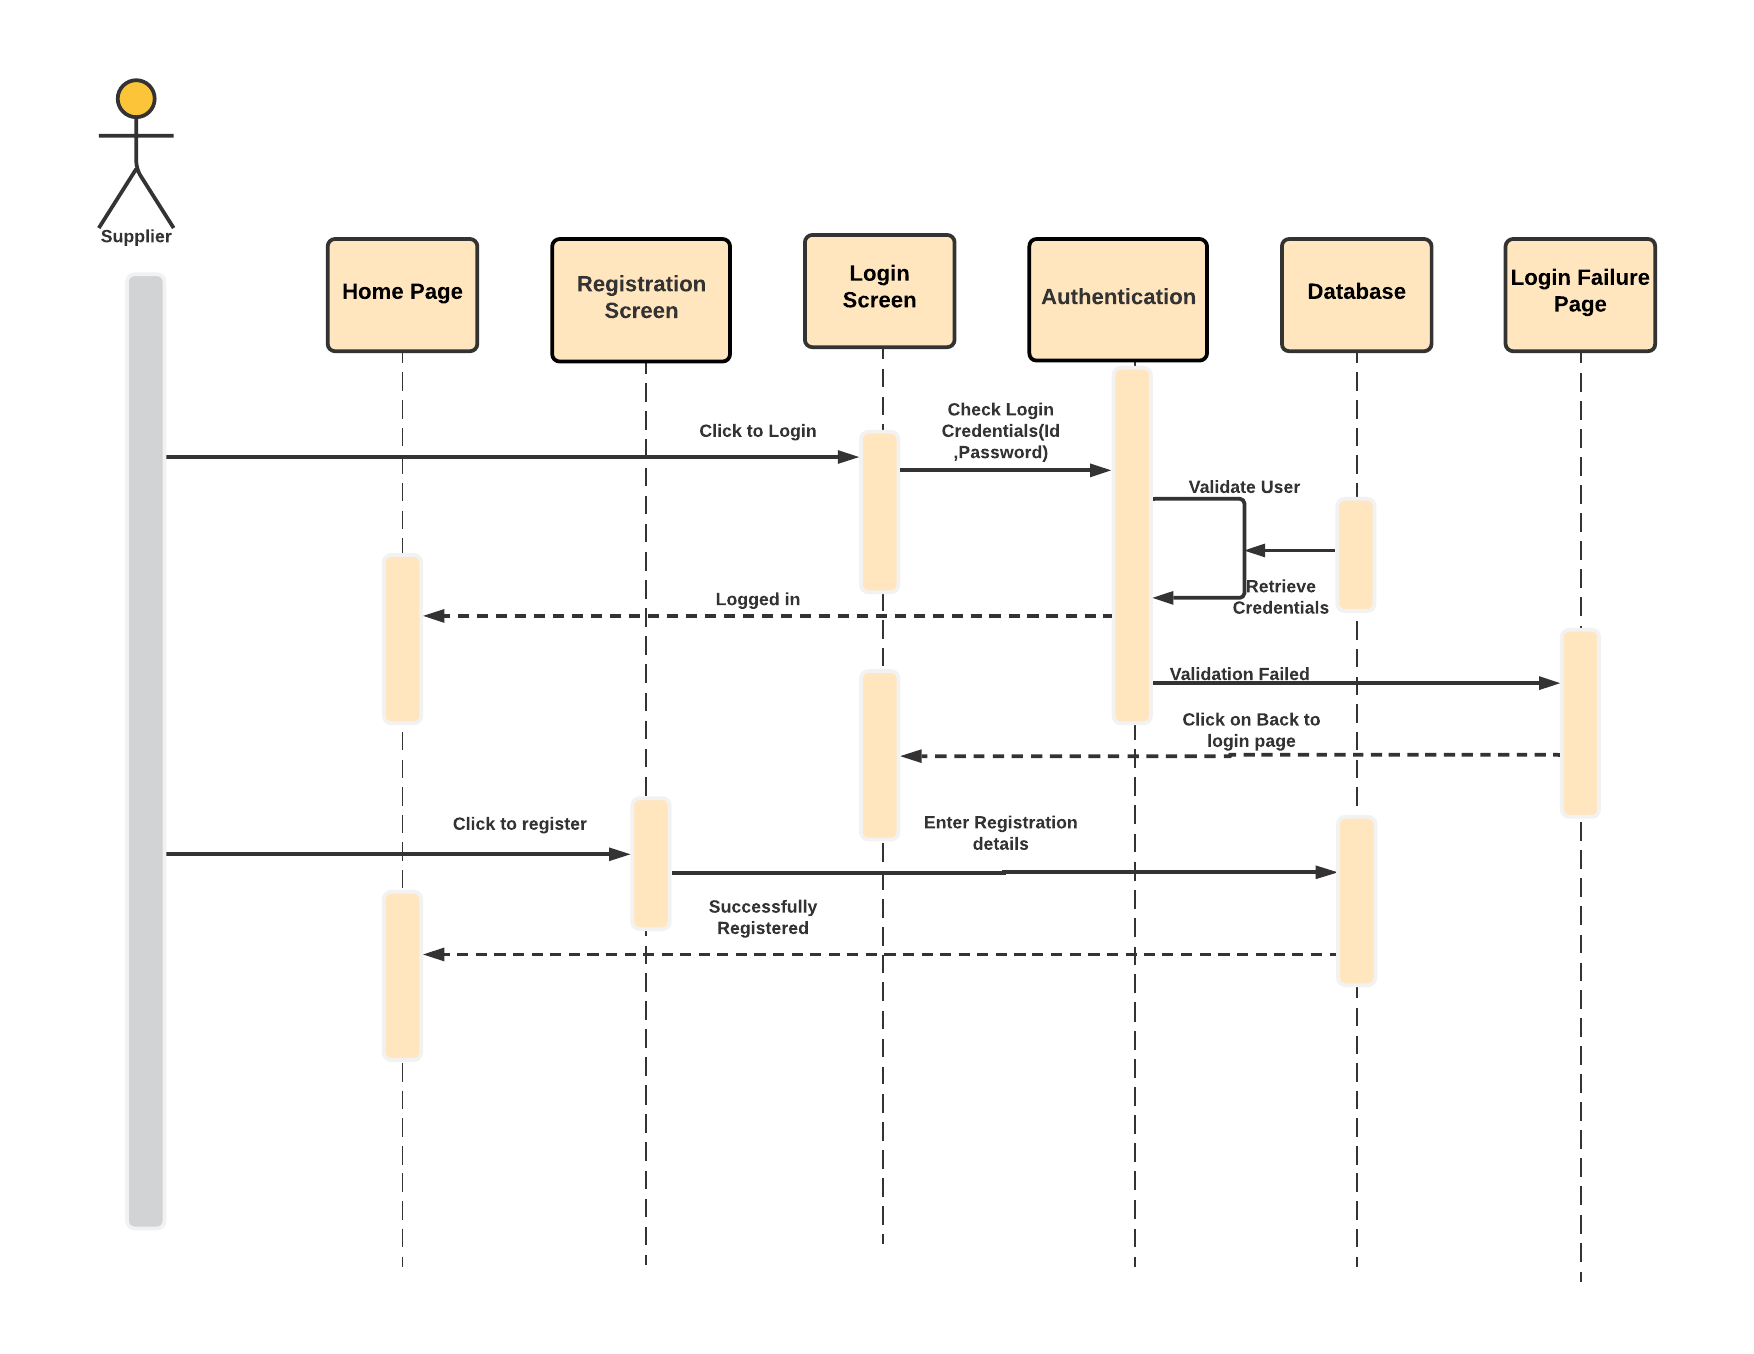 Supplier
Home Page
Registration
Screen
Login
Screen
Authentication
Database
Login Failure
Page
Click to Login
Check Login
Credentials(Id
,Password)
Validate User
Retrieve
Credentials
Logged in
Validation Failed
Click on Back to
login page
Click to register
Enter Registration
details
Successfully
Registered